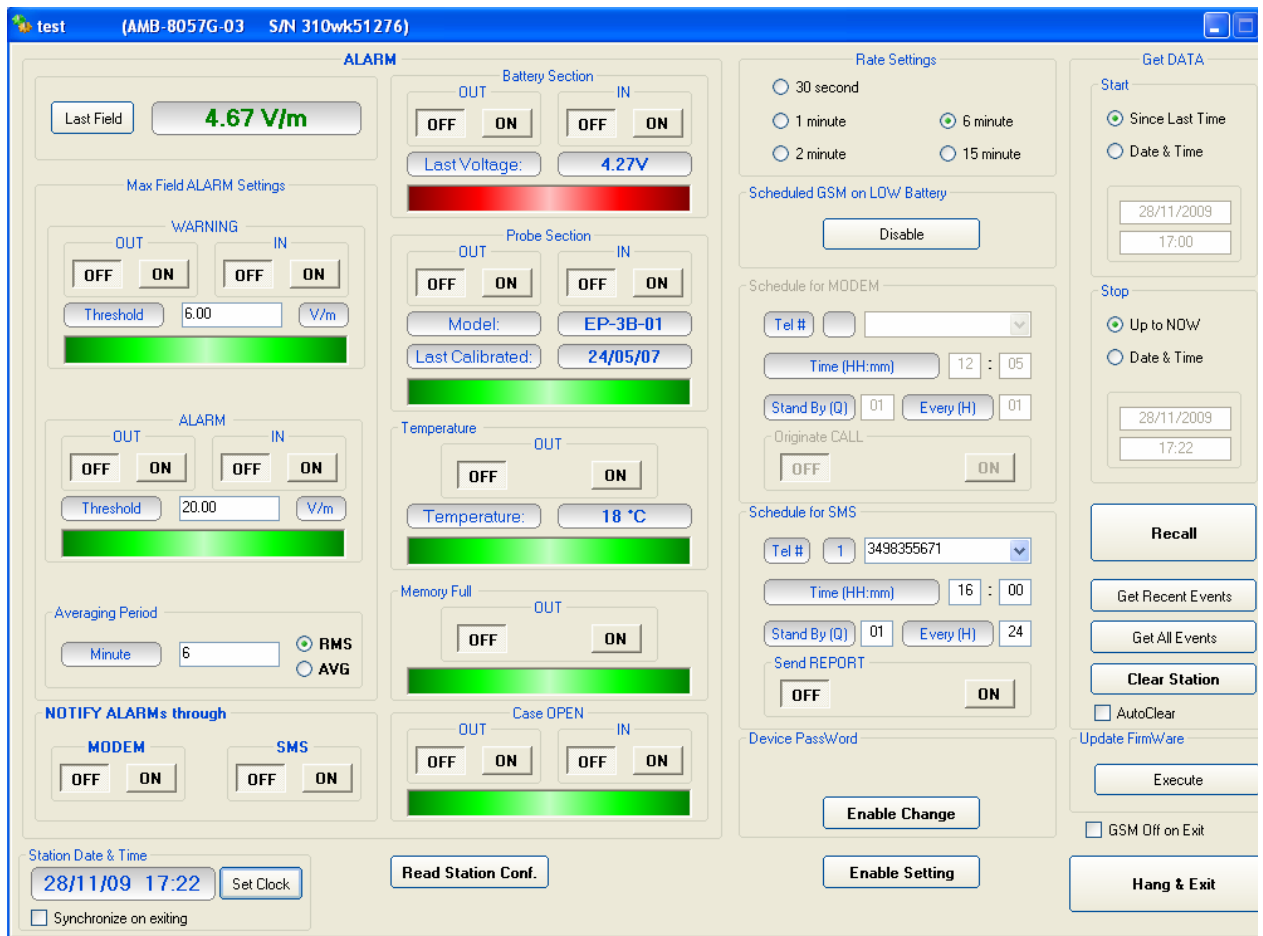 test (AMB-8057G-03 S/N 310wk51276)
ALARM
Last Field 4.67 V/m
Max Field ALARM Settings
WARNING
OUT IN
OFF ON OFF ON
Threshold 6.00 V/m
ALARM
OUT IN
OFF ON OFF ON
Threshold 20.00 V/m
Averaging Period
Minute 6
RMS
AVG
NOTIFY ALARMs through
MODEM SMS
OFF ON OFF ON
Battery Section
OUT IN
OFF ON OFF ON
Last Voltage: 4.27V
Probe Section
OUT IN
OFF ON OFF ON
Model: EP-3B-01
Last Calibrated: 24/05/07
Temperature
OUT
OFF ON
Temperature: 18 °C
Memory Full
OUT
OFF ON
Case OPEN
OUT IN
OFF ON OFF ON
Rate Settings
30 second
1 minute 6 minute
2 minute 15 minute
Scheduled GSM on LOW Battery
Disable
Schedule for MODEM
Tel #
Time (HH:mm) 12 : 05
Stand By (Q) 01 Every (H) 01
Originate CALL
OFF ON
Schedule for SMS
Tel # 1 3498355671
Time (HH:mm) 16 : 00
Stand By (Q) 01 Every (H) 24
Send REPORT
OFF ON
Device PassWord
Enable Change
Get DATA
Start
Since Last Time
Date & Time
28/11/2009
17:00
Stop
Up to NOW
Date & Time
28/11/2009
17:22
Recall
Get Recent Events
Get All Events
Clear Station
AutoClear
Update FirmWare
Execute
GSM Off on Exit
Station Date & Time
28/11/09 17:22 Set Clock
Synchronize on exiting
Read Station Conf.
Enable Setting
Hang & Exit